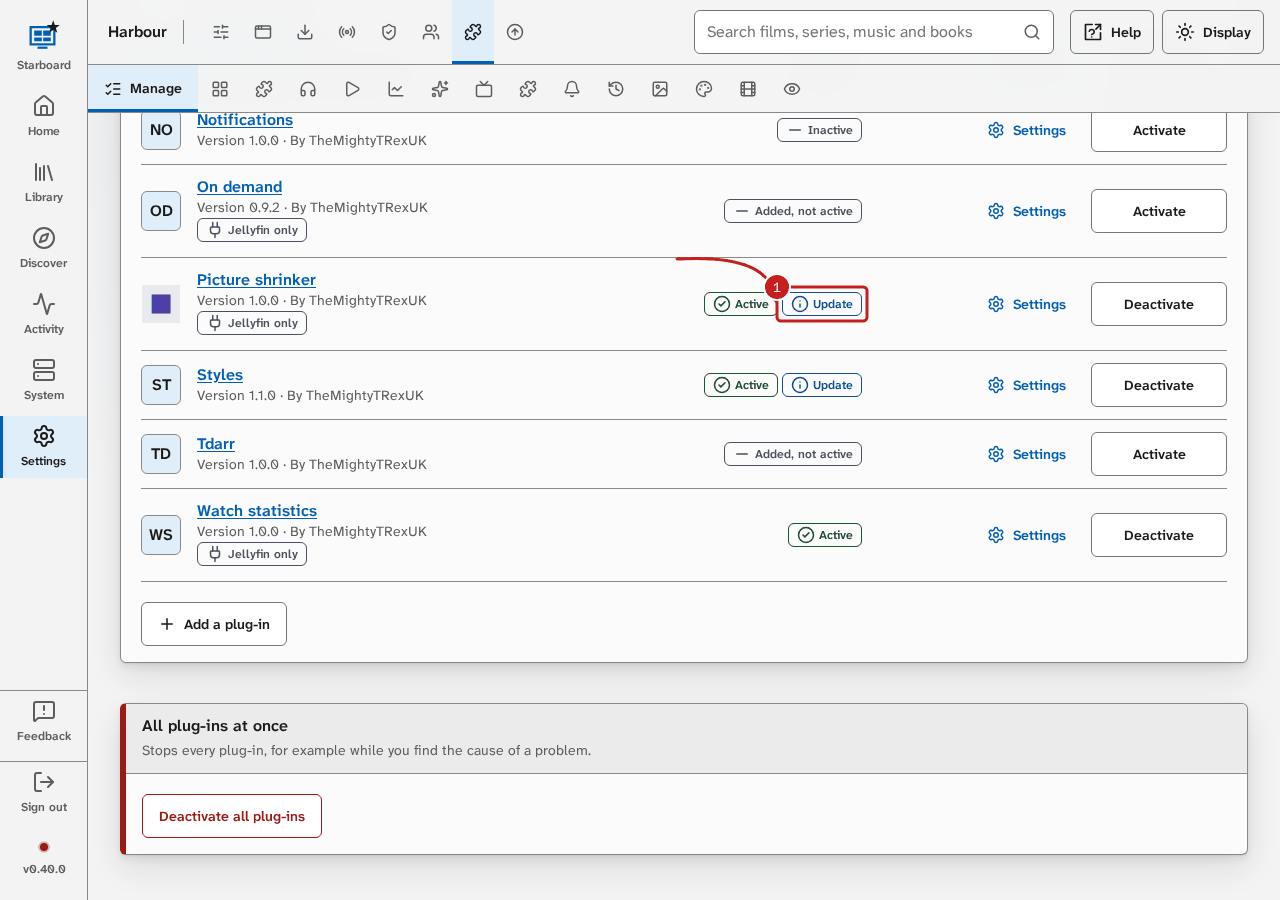 Starboard
Home
Library
Discover
Activity
System
Settings
Feedback
Sign out
v0.40.0
Harbour
Search films, series, music and books
Help
Display
Manage
NO
Notifications
Version 1.0.0 · By TheMightyTRexUK
Inactive
Settings
Activate
OD
On demand
Version 0.9.2 · By TheMightyTRexUK
Jellyfin only
Added, not active
Settings
Activate
Picture shrinker
Version 1.0.0 · By TheMightyTRexUK
Jellyfin only
Active
1
Update
Settings
Deactivate
ST
Styles
Version 1.1.0 · By TheMightyTRexUK
Active
Update
Settings
Deactivate
TD
Tdarr
Version 1.0.0 · By TheMightyTRexUK
Added, not active
Settings
Activate
WS
Watch statistics
Version 1.0.0 · By TheMightyTRexUK
Jellyfin only
Active
Settings
Deactivate
Add a plug-in
All plug-ins at once
Stops every plug-in, for example while you find the cause of a problem.
Deactivate all plug-ins